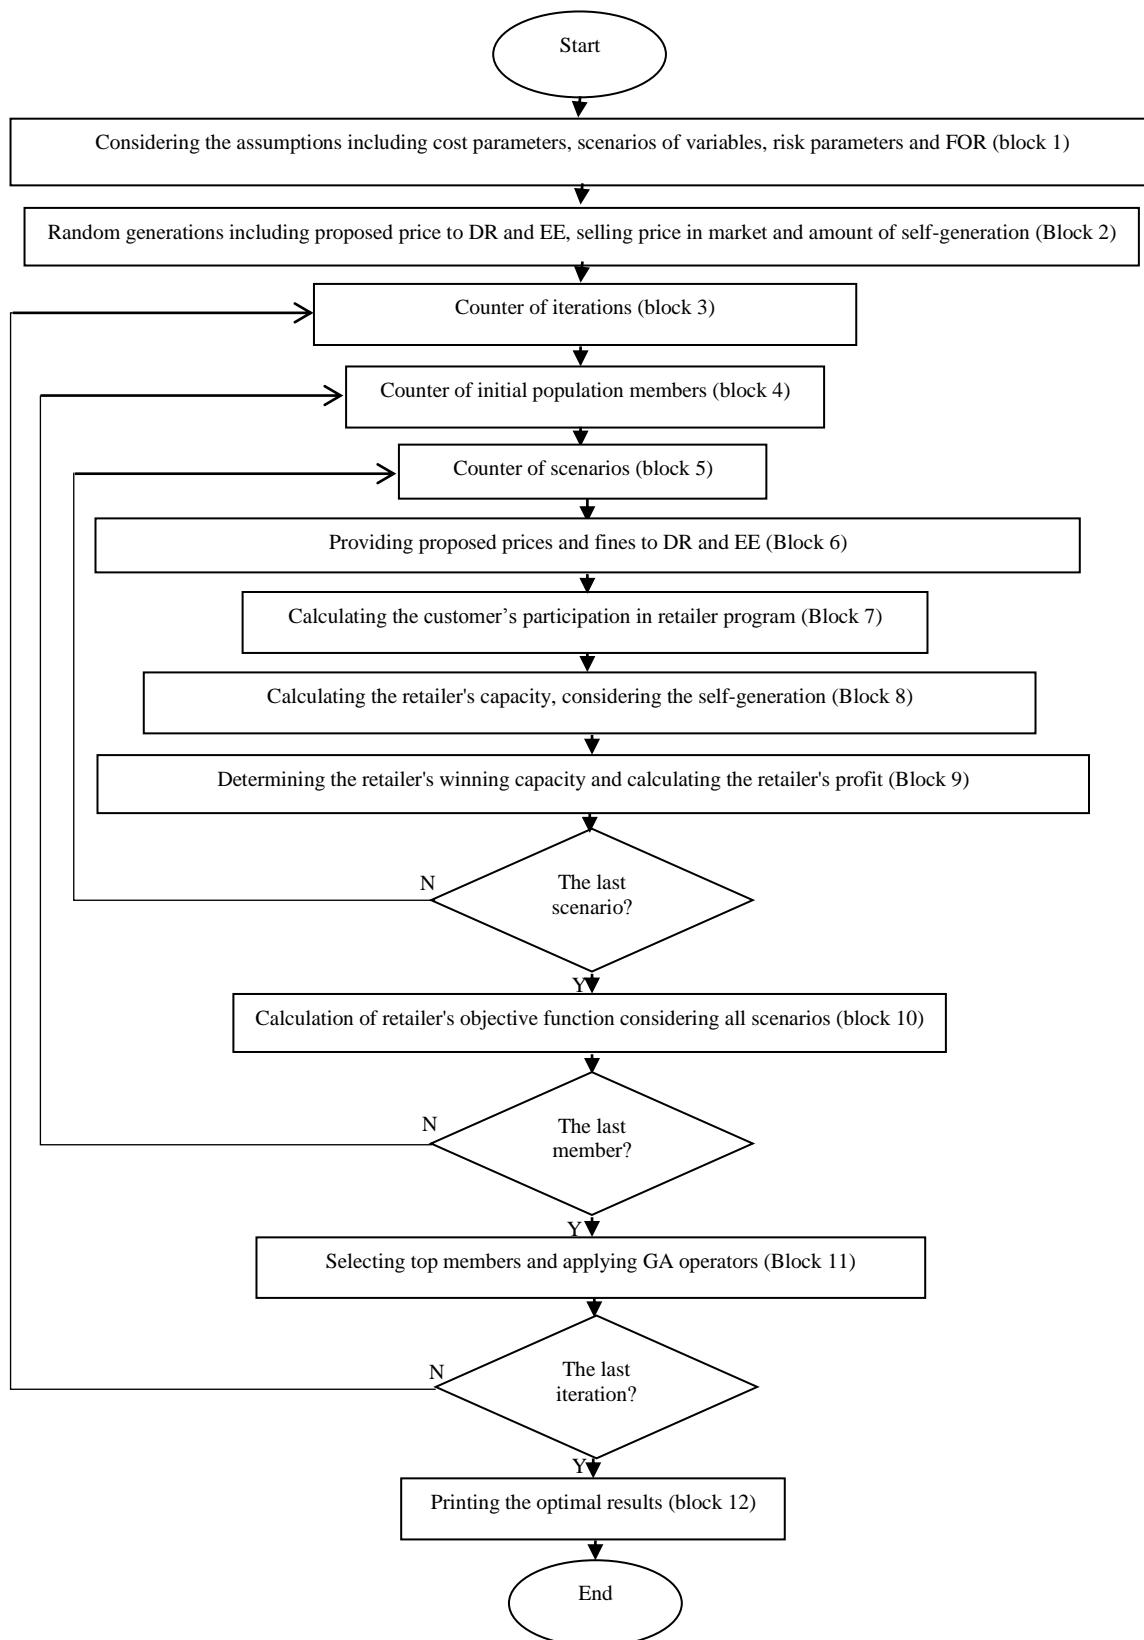 Start
Considering the assumptions including cost parameters, scenarios of variables, risk parameters and FOR (block 1)
Random generations including proposed price to DR and EE, selling price in market and amount of self-generation (Block 2)
Counter of iterations (block 3)
Counter of initial population members (block 4)
Counter of scenarios (block 5)
Providing proposed prices and fines to DR and EE (Block 6)
Calculating the customer’s participation in retailer program (Block 7)
Calculating the retailer's capacity, considering the self-generation (Block 8)
Determining the retailer's winning capacity and calculating the retailer's profit (Block 9)
The last
scenario?
N
Y
Calculation of retailer's objective function considering all scenarios (block 10)
The last
member?
N
Y
Selecting top members and applying GA operators (Block 11)
The last
iteration?
N
Y
Printing the optimal results (block 12)
End